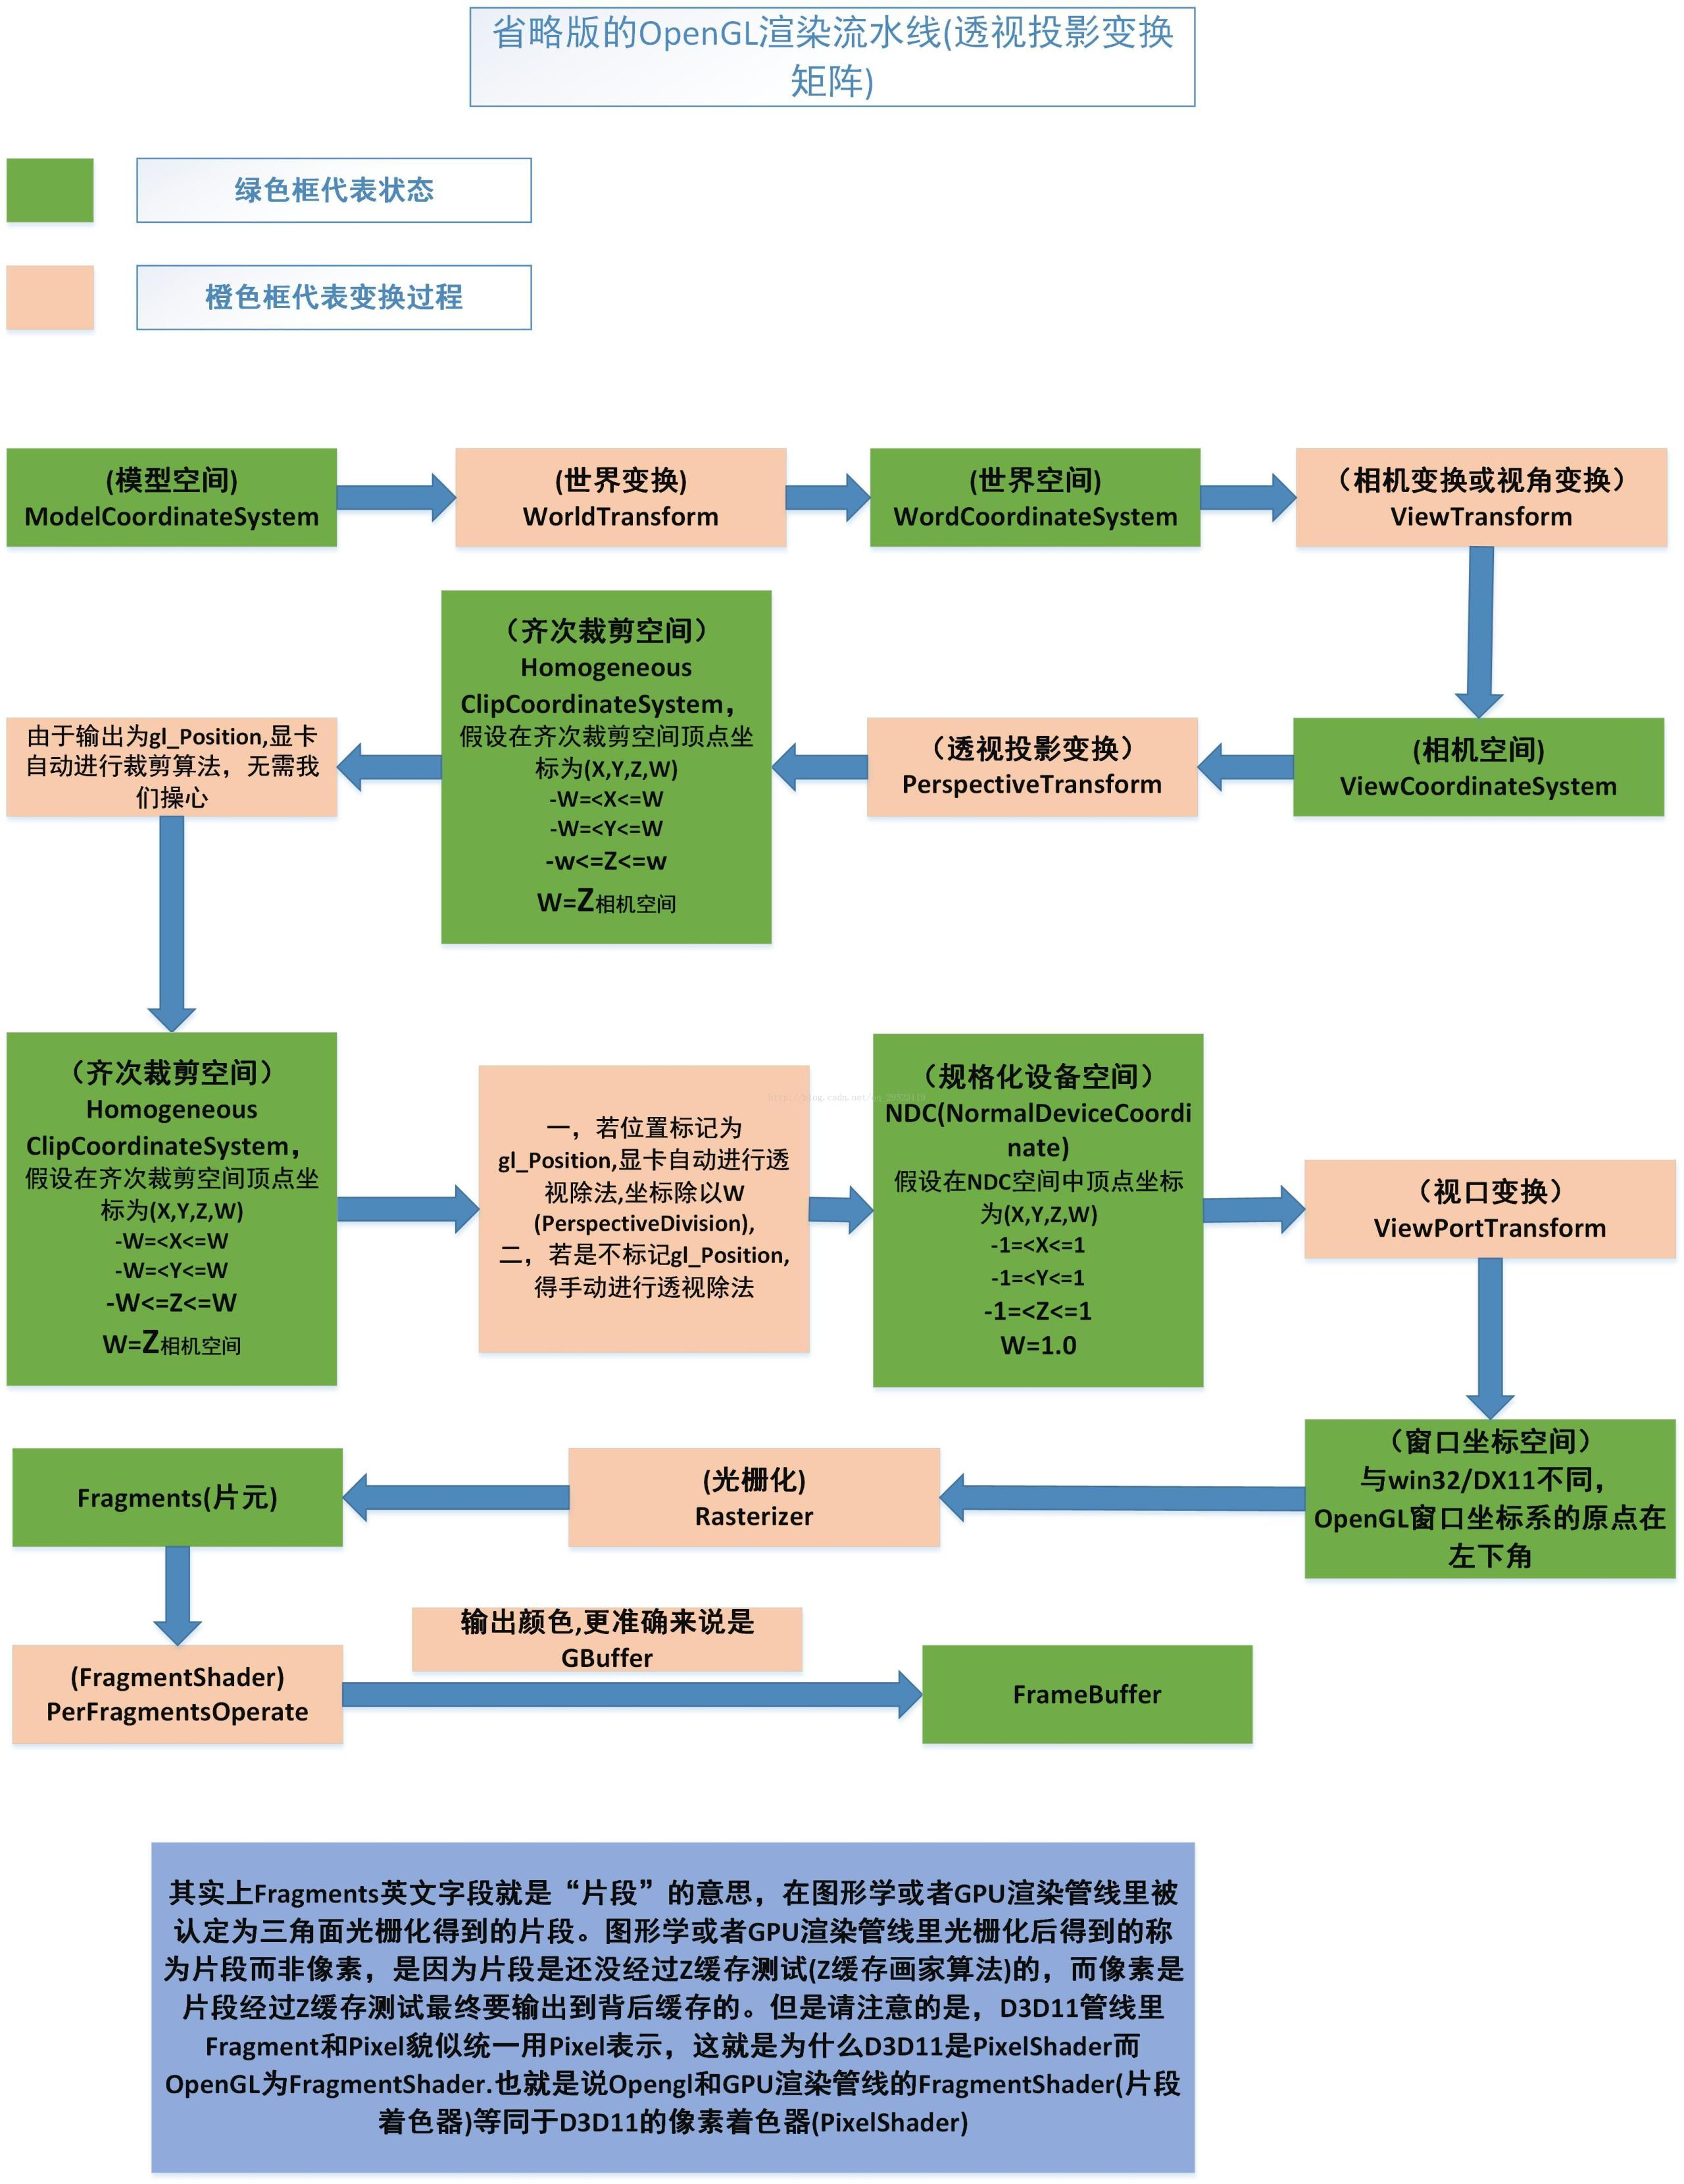 省略版的OpenGL渲染流水线(透视投影变换
矩阵)
绿色框代表状态
橙色框代表变换过程
(模型空间)
ModelCoordinateSystem
(世界变换)
WorldTransform
(世界空间)
WordCoordinateSystem
（相机变换或视角变换）
ViewTransform
(相机空间)
ViewCoordinateSystem
（透视投影变换）
PerspectiveTransform
（齐次裁剪空间）
Homogeneous
ClipCoordinateSystem，
假设在齐次裁剪空间顶点坐
标为(X,Y,Z,W)
-W=<X<=W
-W=<Y<=W
-w<=Z<=w
W=Z相机空间
由于输出为gl_Position,显卡
自动进行裁剪算法，无需我
们操心
（齐次裁剪空间）
Homogeneous
ClipCoordinateSystem，
假设在齐次裁剪空间顶点坐
标为(X,Y,Z,W)
-W=<X<=W
-W=<Y<=W
-W<=Z<=W
W=Z相机空间
一，若位置标记为
gl_Position,显卡自动进行透
视除法,坐标除以W
(PerspectiveDivision),
二，若是不标记gl_Position,
得手动进行透视除法
（规格化设备空间）
NDC(NormalDeviceCoordi
nate)
假设在NDC空间中顶点坐标
为(X,Y,Z,W)
-1=<X<=1
-1=<Y<=1
-1=<Z<=1
W=1.0
（视口变换）
ViewPortTransform
（窗口坐标空间）
与win32/DX11不同，
OpenGL窗口坐标系的原点在
左下角
(光栅化)
Rasterizer
Fragments(片元)
(FragmentShader)
PerFragmentsOperate
输出颜色,更准确来说是
GBuffer
FrameBuffer
其实上Fragments英文字段就是“片段”的意思，在图形学或者GPU渲染管线里被
认定为三角面光栅化得到的片段。图形学或者GPU渲染管线里光栅化后得到的称
为片段而非像素，是因为片段是还没经过Z缓存测试(Z缓存画家算法)的，而像素是
片段经过Z缓存测试最终要输出到背后缓存的。但是请注意的是，D3D11管线里
Fragment和Pixel貌似统一用Pixel表示，这就是为什么D3D11是PixelShader而
OpenGL为FragmentShader.也就是说Opengl和GPU渲染管线的FragmentShader(片段
着色器)等同于D3D11的像素着色器(PixelShader)